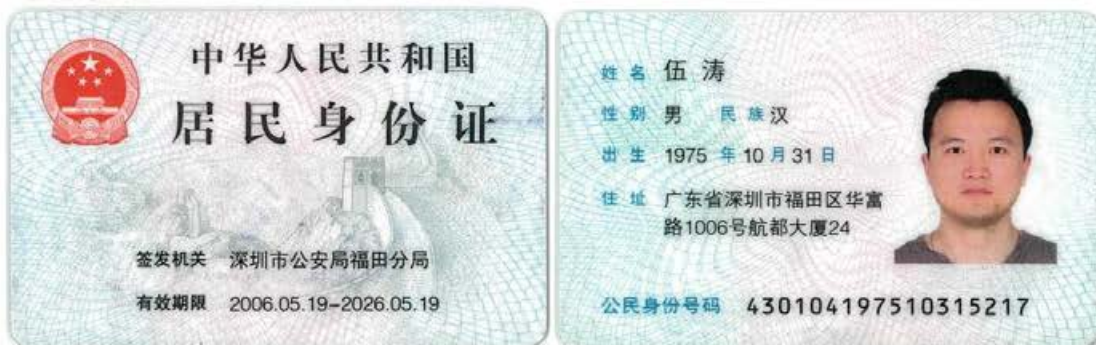 中华人民共和国
居民身份证
签发机关 深圳市公安局福田分局
有效期限 2006.05.19-2026.05.19
姓名 伍涛
性别 男 民族 汉
出生 1975 年 10 月 31 日
住址 广东省深圳市福田区华富
路1006号航都大厦24
公民身份号码 430104197510315217